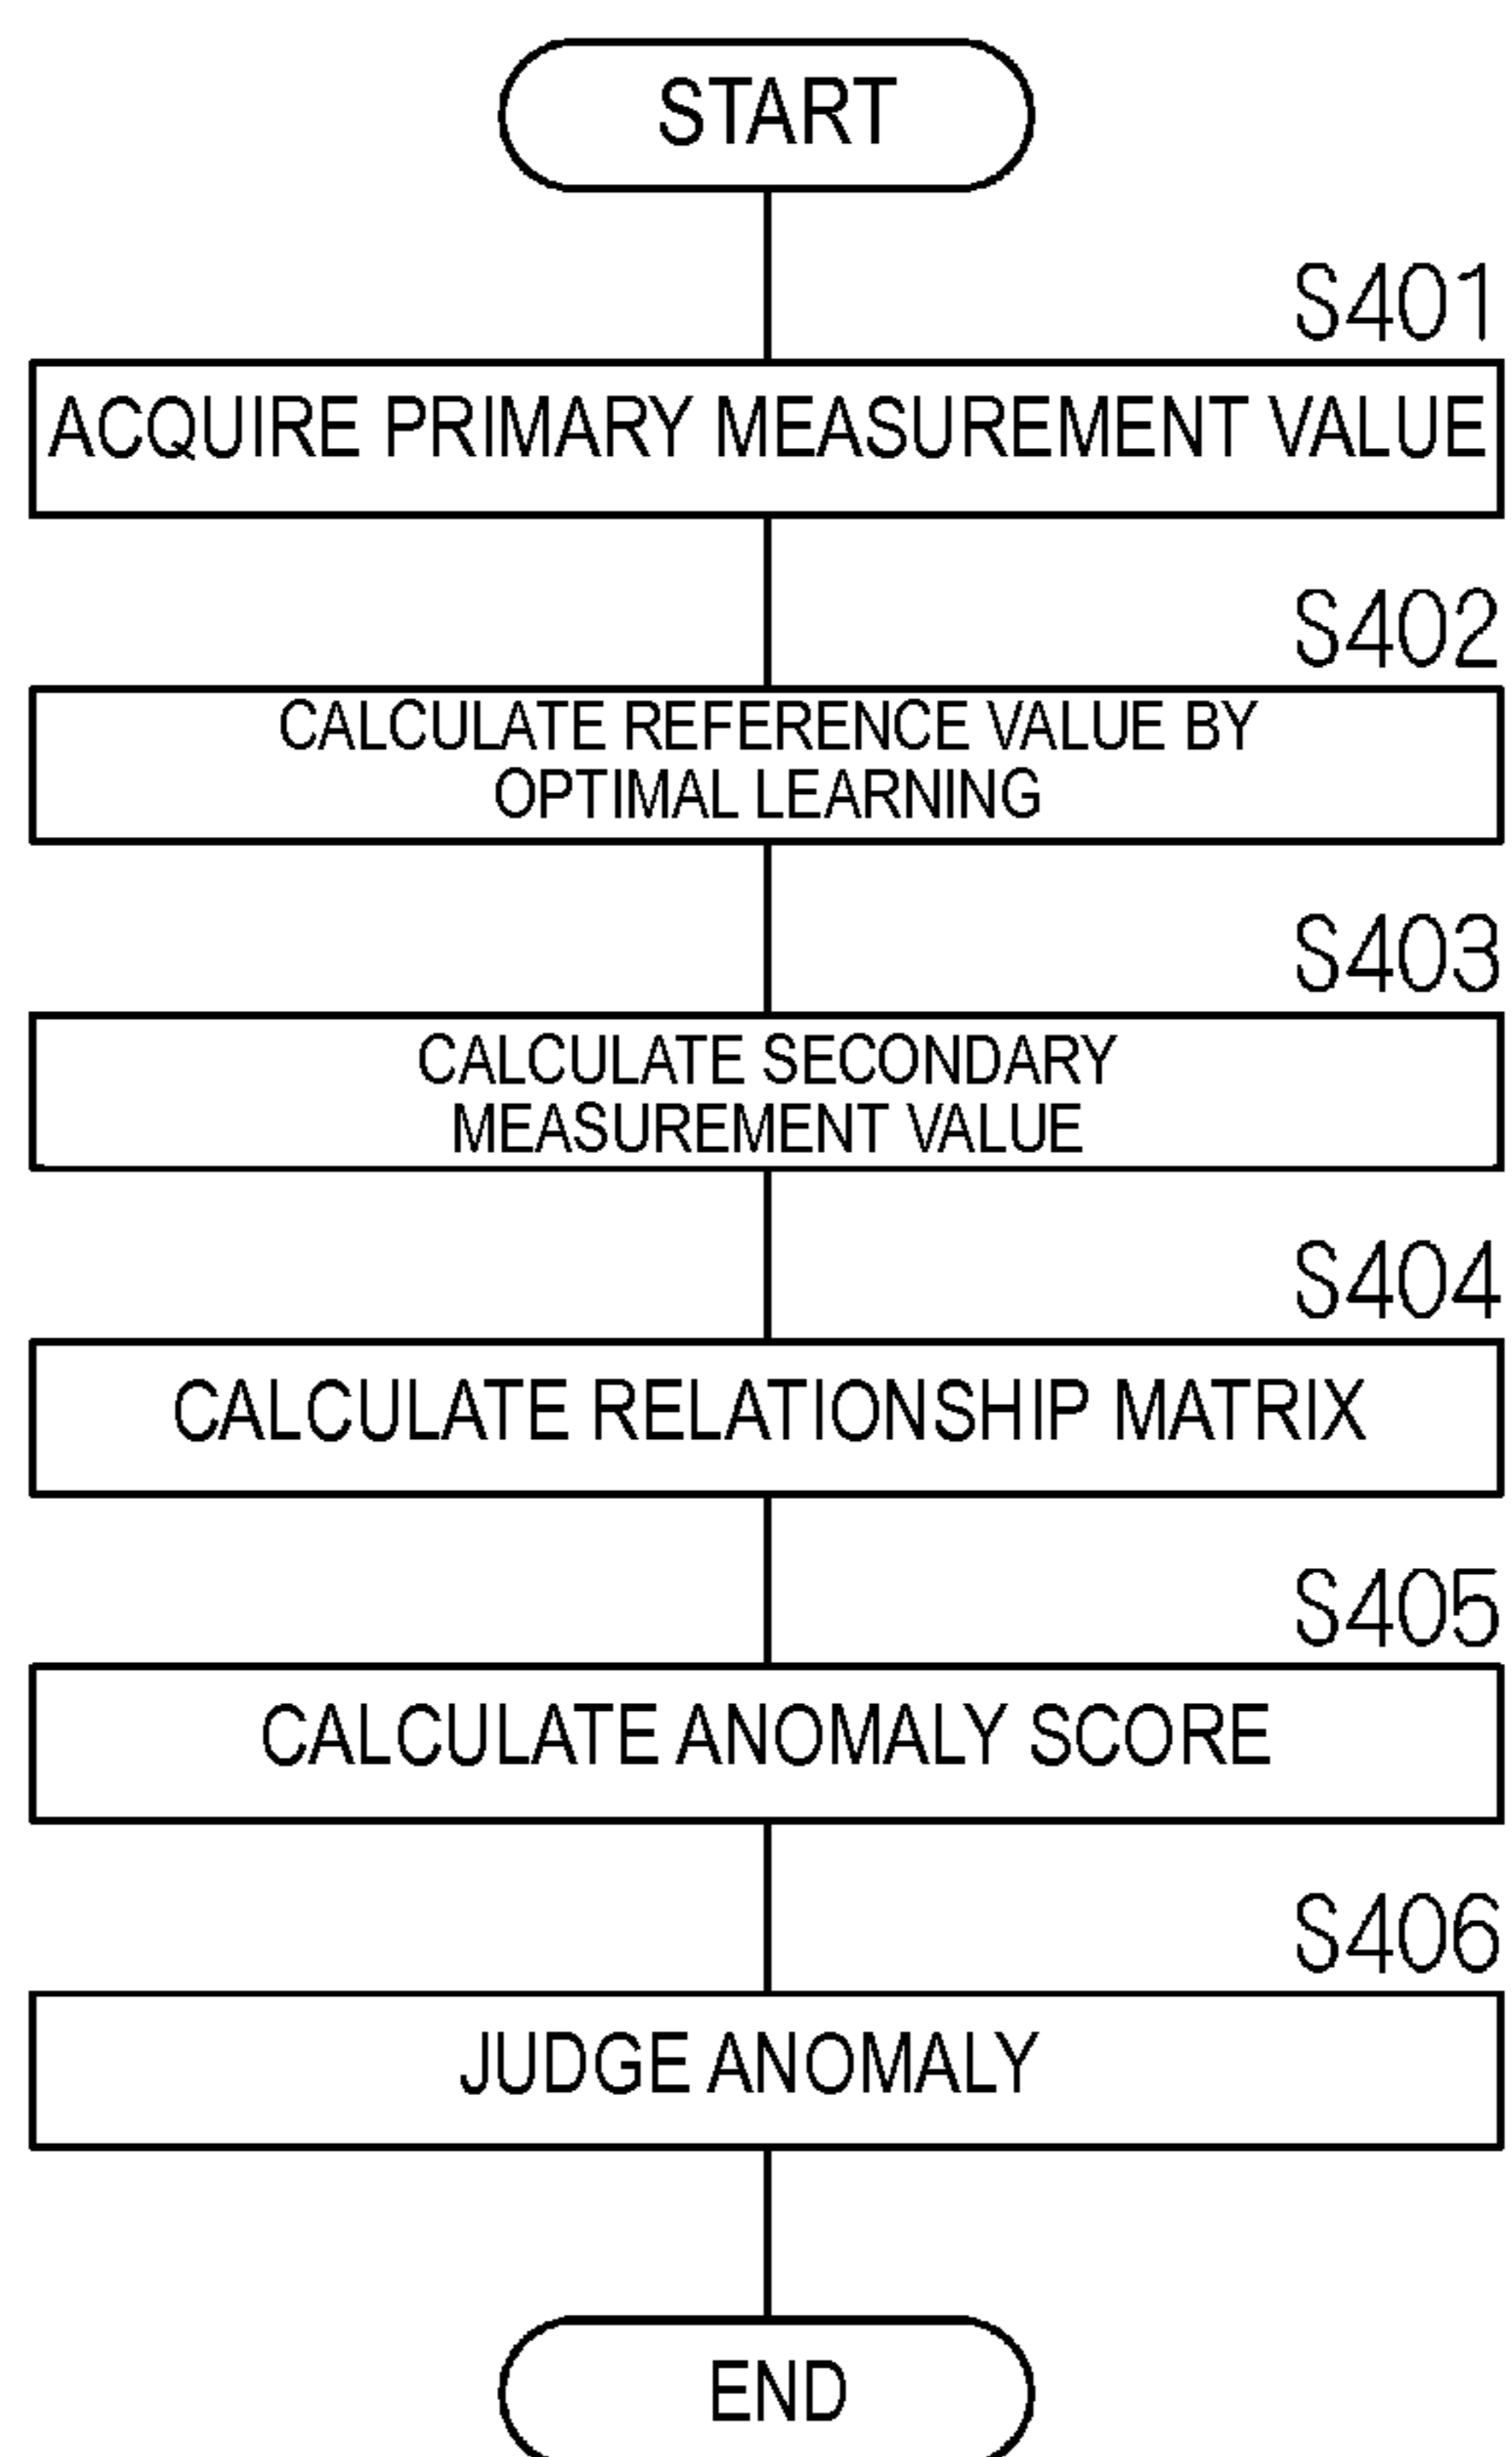 START
S401
ACQUIRE PRIMARY MEASUREMENT VALUE
S402
CALCULATE REFERENCE VALUE BY
OPTIMAL LEARNING
S403
CALCULATE SECONDARY
MEASUREMENT VALUE
S404
CALCULATE RELATIONSHIP MATRIX
S405
CALCULATE ANOMALY SCORE
S406
JUDGE ANOMALY
END